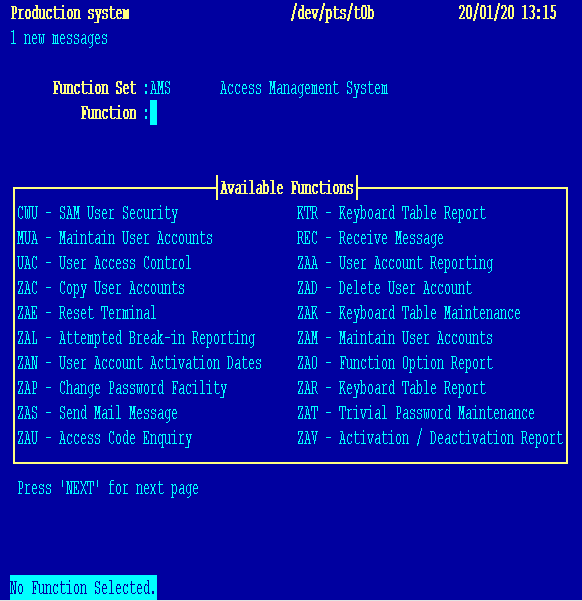 Production system /dev/pts/t0b 20/01/20 13:15
1 new messages
Function Set :AMS Access Management System
Function :
Available Functions
CWU - SAM User Security KTR - Keyboard Table Report
MUA - Maintain User Accounts REC - Receive Message
UAC - User Access Control ZAA - User Account Reporting
ZAC - Copy User Accounts ZAD - Delete User Account
ZAE - Reset Terminal ZAK - Keyboard Table Maintenance
ZAL - Attempted Break-in Reporting ZAM - Maintain User Accounts
ZAN - User Account Activation Dates ZAO - Function Option Report
ZAP - Change Password Facility ZAR - Keyboard Table Report
ZAS - Send Mail Message ZAT - Trivial Password Maintenance
ZAU - Access Code Enquiry ZAV - Activation / Deactivation Report
Press 'NEXT' for next page
No Function Selected.